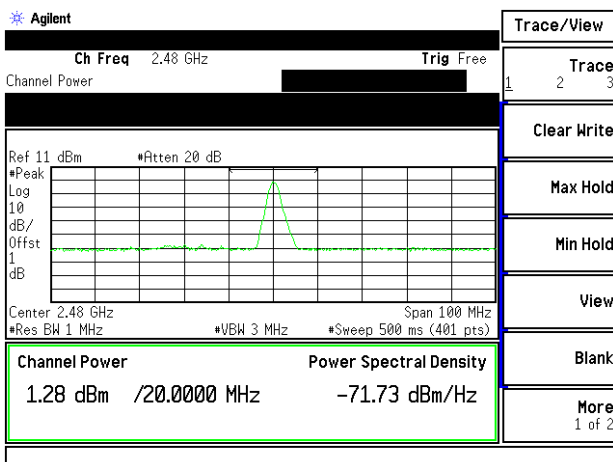 Agilent
Trace/View
Ch Freq 2.48 GHz Trig Free
Channel Power
Trace
1 2 3
Clear Write
Max Hold
Min Hold
View
Blank
More
1 of 2
Ref 11 dBm #Atten 20 dB
#Peak
Log
10
dB/
Offst
1
dB
Center 2.48 GHz Span 100 MHz
#Res BW 1 MHz #VBW 3 MHz #Sweep 500 ms (401 pts)
Channel Power Power Spectral Density
1.28 dBm /20.0000 MHz -71.73 dBm/Hz